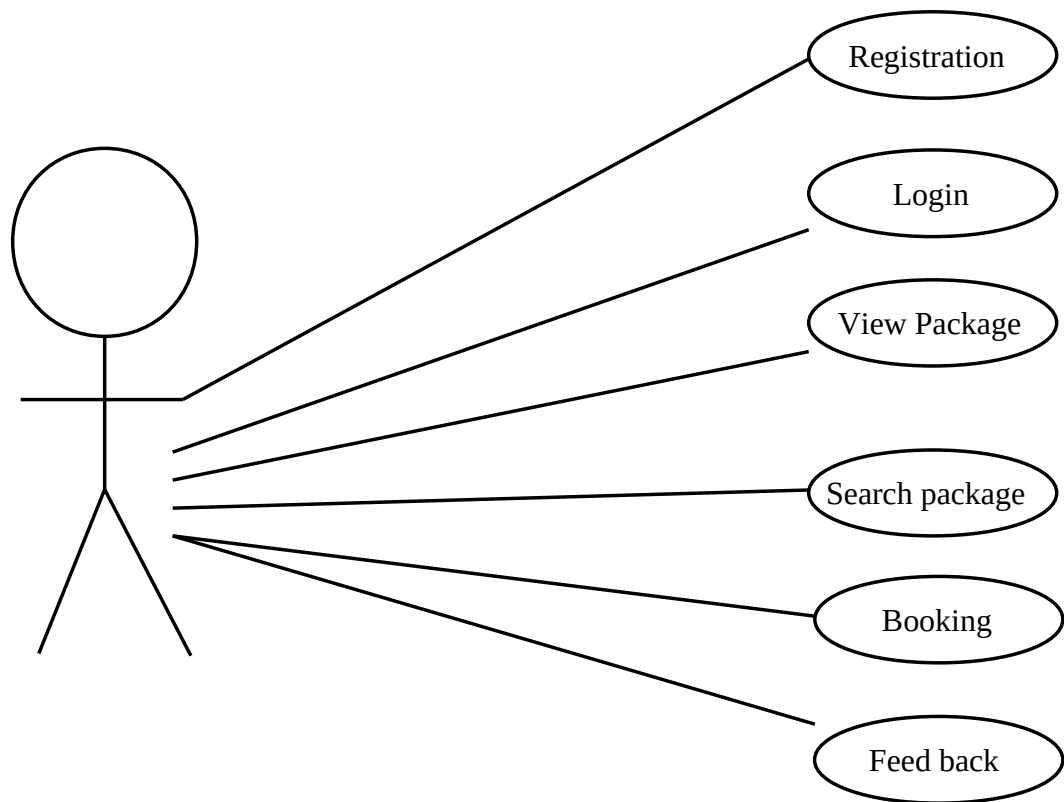 Registration
Login
View Package
Search package
Booking
Feed back